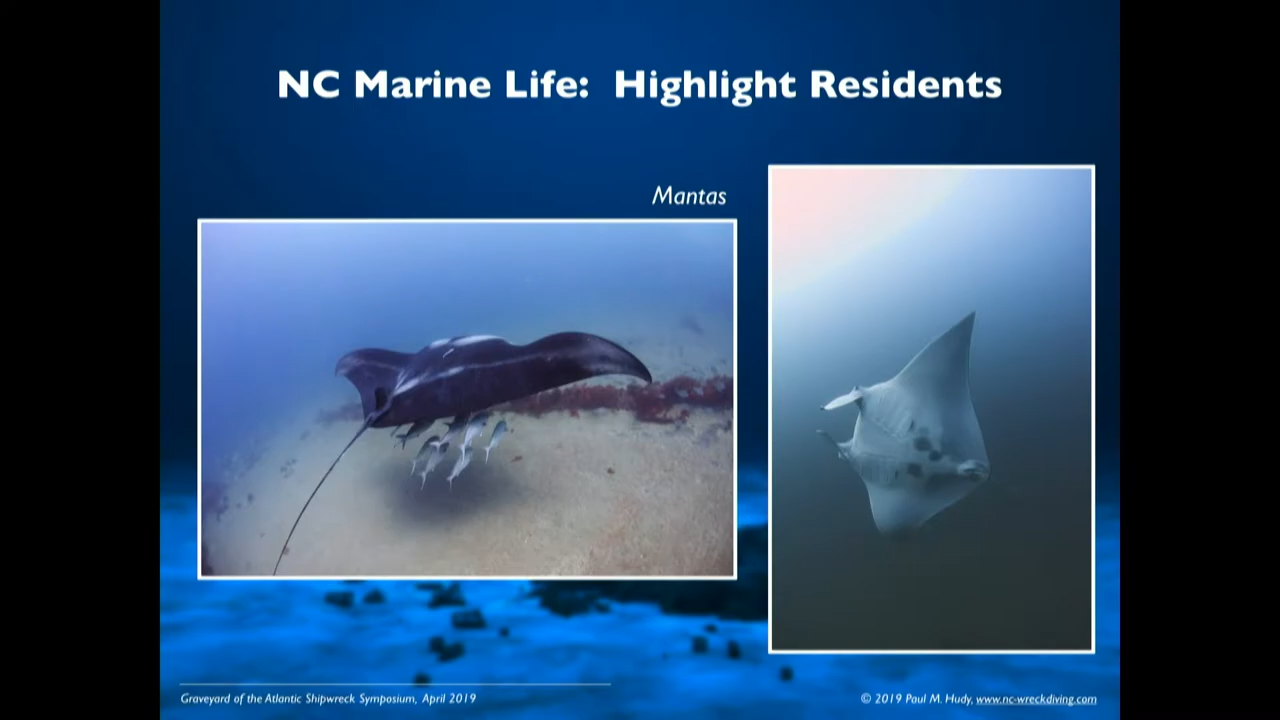 NC Marine Life:  Highlight Residents
Mantas
Graveyard of the Atlantic Shipwreck Symposium, April 2019
© 2019 Paul M. Hudy, www.nc-wreckdiving.com